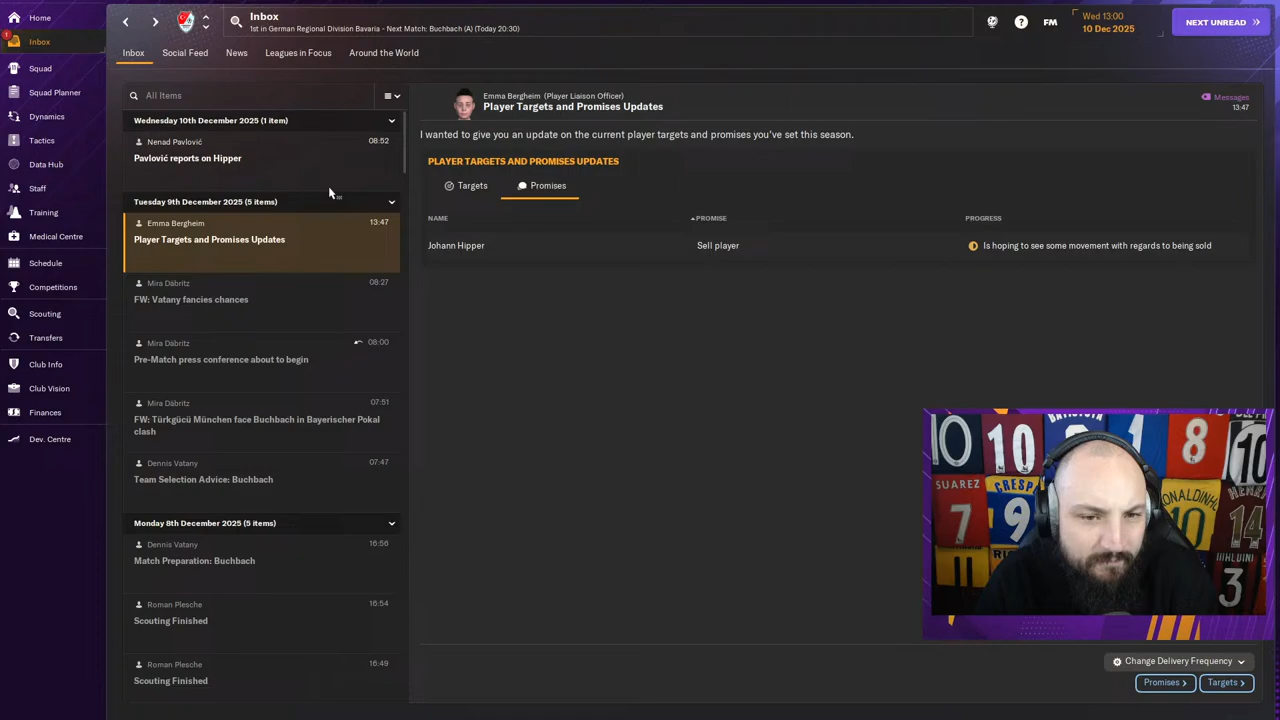 Home
Inbox
1
Squad
Squad Planner
Dynamics
Tactics
Data Hub
Staff
Training
Medical Centre
Schedule
Competitions
Scouting
Transfers
Club Info
Club Vision
Finances
Dev. Centre
Inbox
1st in German Regional Division Bavaria - Next Match: Buchbach (A) (Today 20:30)
FM
Wed 13:00
10 Dec 2025
NEXT UNREAD
Inbox
Social Feed
News
Leagues in Focus
Around the World
All Items
Wednesday 10th December 2025 (1 item)
Nenad Pavlović 08:52
Pavlović reports on Hipper
Tuesday 9th December 2025 (5 items)
Emma Bergheim 13:47
Player Targets and Promises Updates
Mira Däbritz 08:27
FW: Vatany fancies chances
Mira Däbritz 08:00
Pre-Match press conference about to begin
Mira Däbritz 07:51
FW: Türkgücü München face Buchbach in Bayerischer Pokal
clash
Dennis Vatany 07:47
Team Selection Advice: Buchbach
Monday 8th December 2025 (5 items)
Dennis Vatany 16:56
Match Preparation: Buchbach
Roman Plesche 16:54
Scouting Finished
Roman Plesche 16:49
Scouting Finished
Emma Bergheim (Player Liaison Officer)
Player Targets and Promises Updates
Messages
13:47
I wanted to give you an update on the current player targets and promises you've set this season.
PLAYER TARGETS AND PROMISES UPDATES
Targets
Promises
NAME PROMISE PROGRESS
Johann Hipper Sell player Is hoping to see some movement with regards to being sold
Change Delivery Frequency
Promises
Targets
10
10
1
8
10
SUAREZ
7
CRESP
9
10
14
3